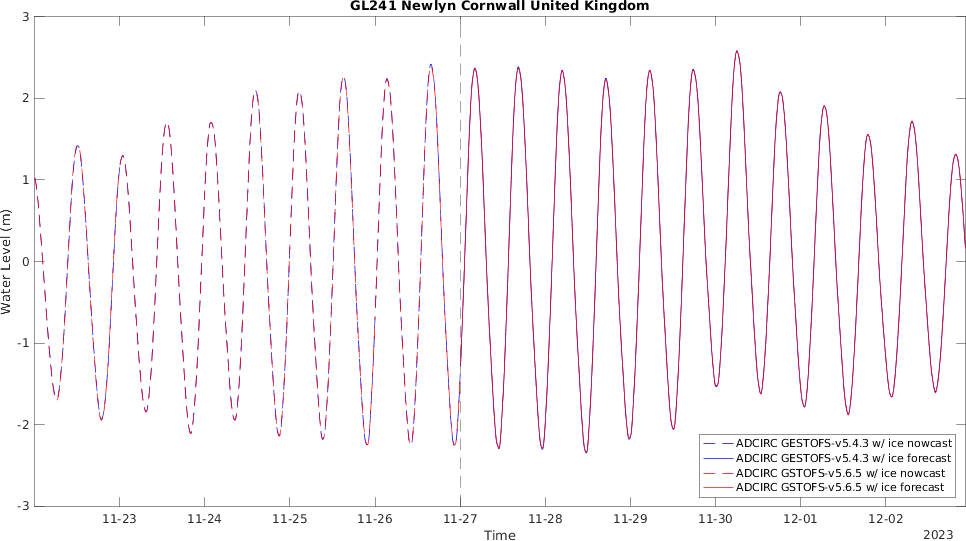 GL241 Newlyn Cornwall United Kingdom
3
2
1
0
-1
-2
-3
Water Level (m)
ADCIRC GESTOFS-v5.4.3 w/ ice nowcast
ADCIRC GESTOFS-v5.4.3 w/ ice forecast
ADCIRC GSTOFS-v5.6.5 w/ ice nowcast
ADCIRC GSTOFS-v5.6.5 w/ ice forecast
11-23 11-24 11-25 11-26 11-27 11-28 11-29 11-30 12-01 12-02
Time
2023